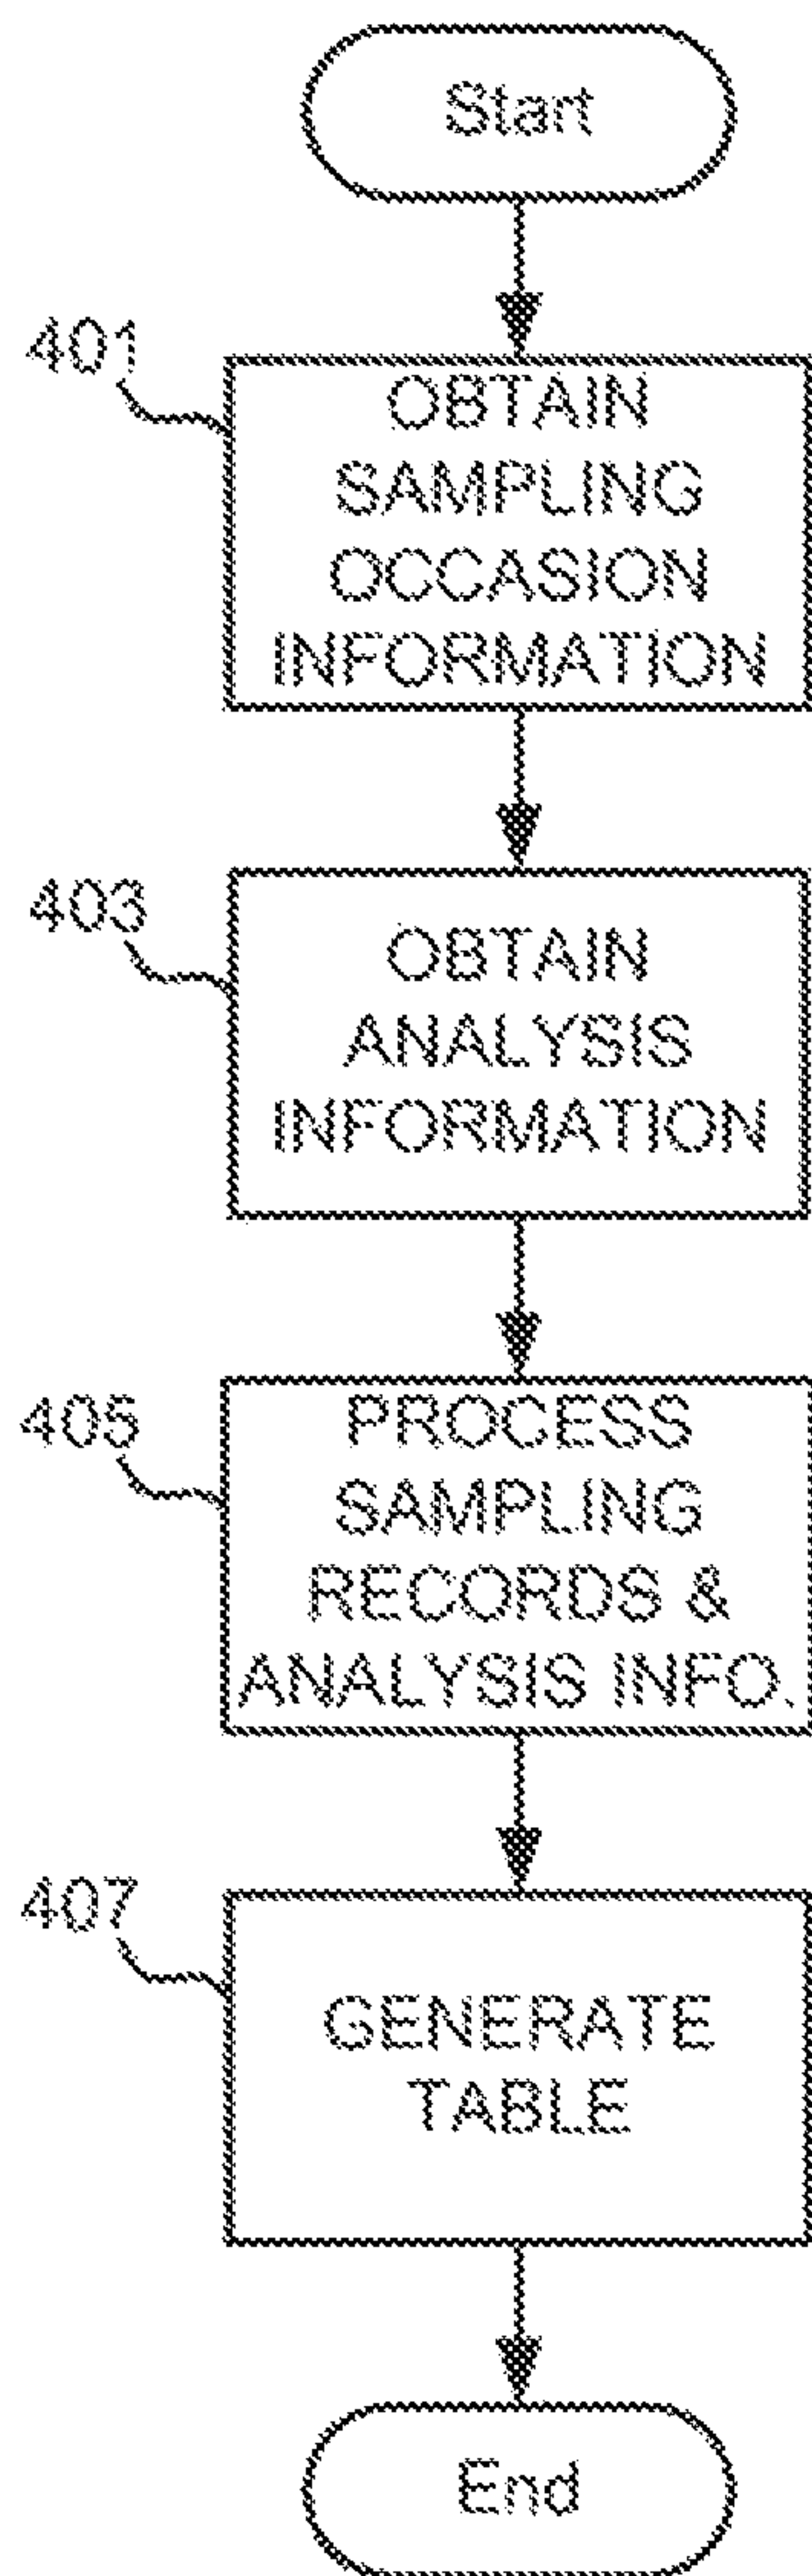 Start
401
OBTAIN
SAMPLING
OCCASION
INFORMATION
403
OBTAIN
ANALYSIS
INFORMATION
405
PROCESS
SAMPLING
RECORDS &
ANALYSIS INFO.
407
GENERATE
TABLE
End